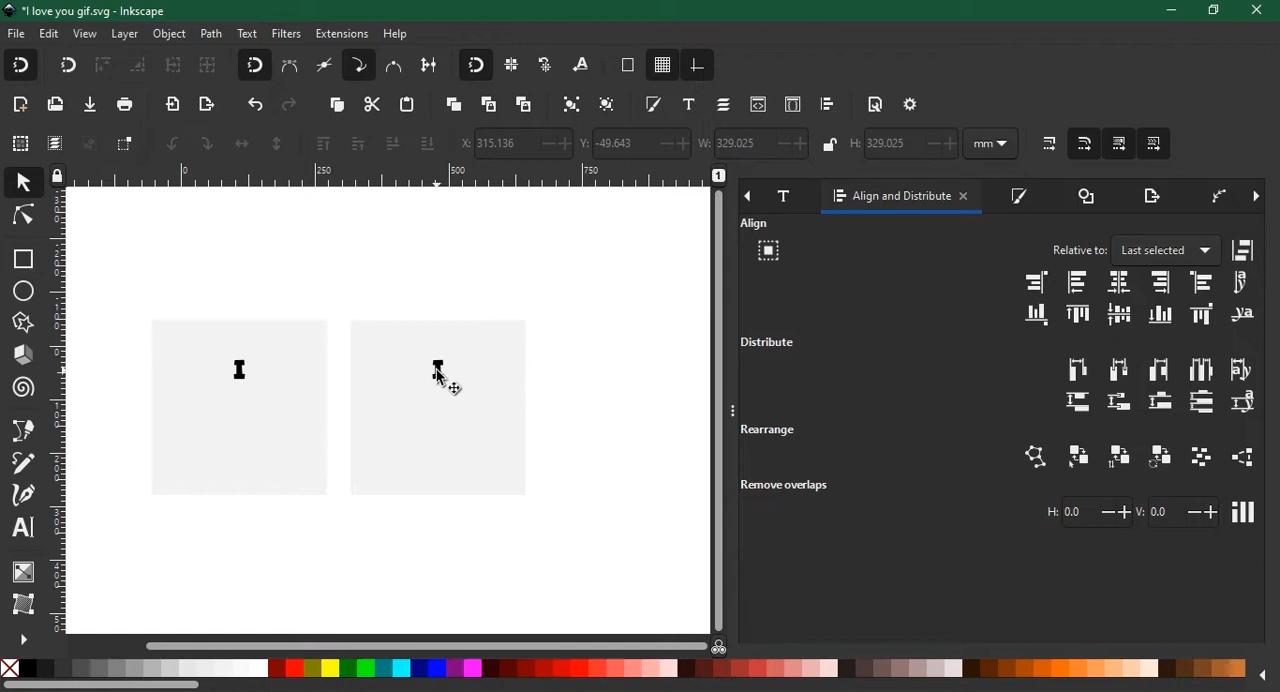 *I love you gif.svg - Inkscape
File Edit View Layer Object Path Text Filters Extensions Help
X: 315.136 Y: -49.643 W: 329.025 H: 329.025 mm
0 250 500 750
1
Align and Distribute
Align
Relative to: Last selected
Distribute
Rearrange
Remove overlaps
H: 0.0 V: 0.0
I I